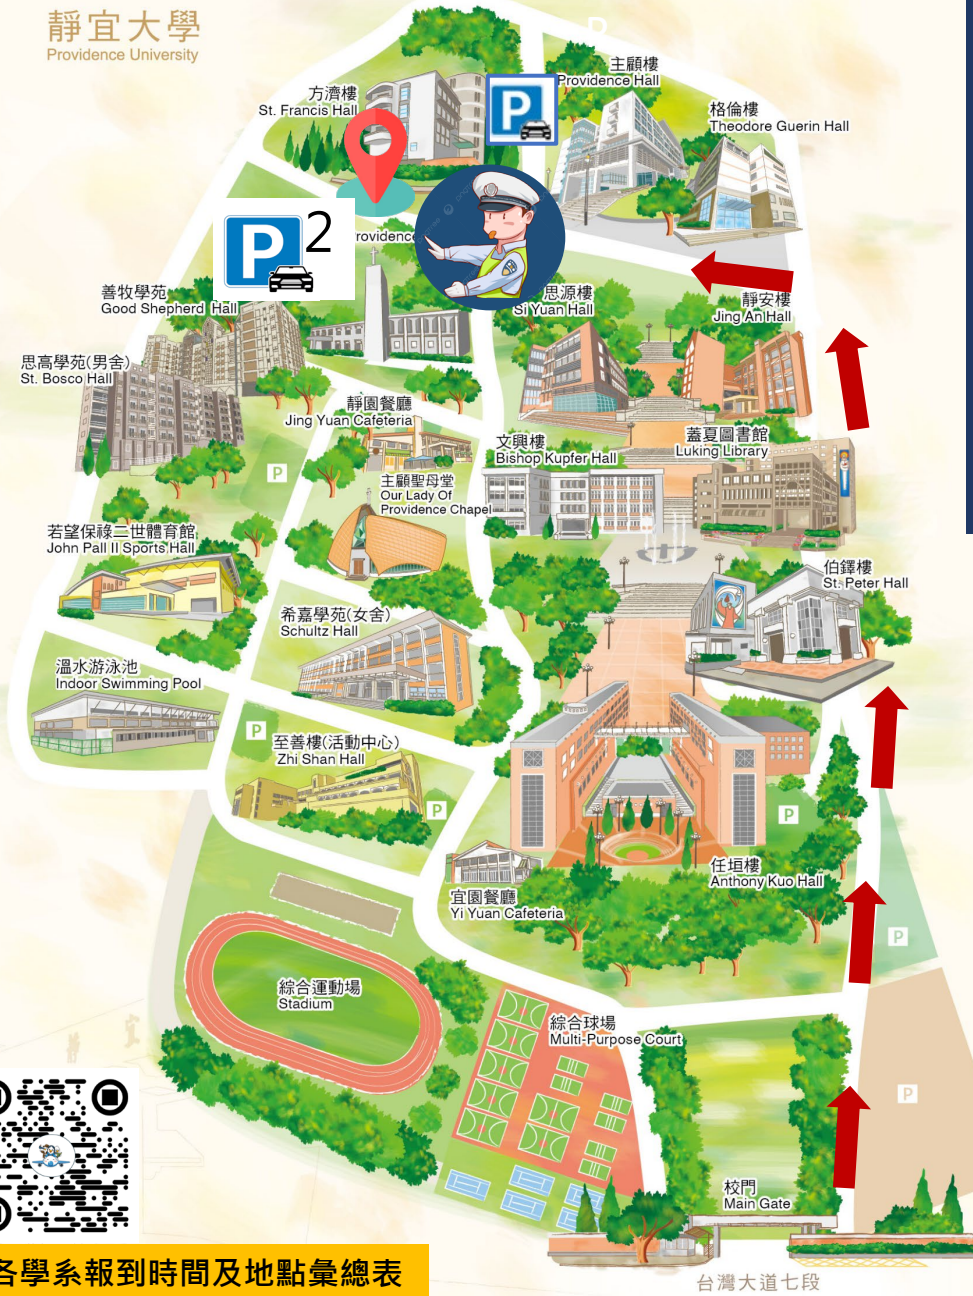 靜宜大學
Providence University
P
主顧樓
Providence Hall
方濟樓
St. Francis Hall
P
格倫樓
Theodore Guerin Hall
P 2
Providence
善牧學苑
Good Shepherd Hall
思源樓
Si Yuan Hall
靜安樓
Jing An Hall
思高學苑(男舍)
St. Bosco Hall
靜園餐廳
Jing Yuan Cafeteria
文興樓
Bishop Kupfer Hall
蓋夏圖書館
Luking Library
P
主顧聖母堂
Our Lady Of
Providence Chapel
若望保祿二世體育館
John Pall II Sports Hall
伯鐸樓
St. Peter Hall
希嘉學苑(女舍)
Schultz Hall
溫水游泳池
Indoor Swimming Pool
P
至善樓(活動中心)
Zhi Shan Hall
P
P
任垣樓
Anthony Kuo Hall
宜園餐廳
Yi Yuan Cafeteria
P
綜合運動場
Stadium
綜合球場
Multi-Purpose Court
P
校門
Main Gate
各學系報到時間及地點彙總表
台灣大道七段